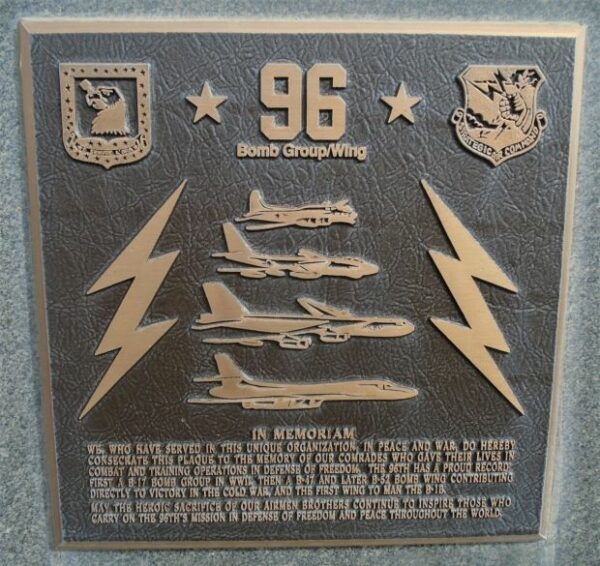 96
Bomb Group/Wing
STRATEGIC AIR COMMAND
IN MEMORIAM
WE, WHO HAVE SERVED IN THIS UNIQUE ORGANIZATION, IN PEACE AND WAR, DO HEREBY
CONSECRATE THIS PLAQUE TO THE MEMORY OF OUR COMRADES WHO GAVE THEIR LIVES IN
COMBAT AND TRAINING OPERATIONS IN DEFENSE OF FREEDOM. THE 96TH HAS A PROUD RECORD:
FIRST A B-17 BOMB GROUP IN WWII, THEN A B-47 AND LATER B-52 BOMB WING CONTRIBUTING
DIRECTLY TO VICTORY IN THE COLD WAR, AND THE FIRST WING TO MAN THE B-1B.
MAY THE HEROIC SACRIFICE OF OUR AIRMEN BROTHERS CONTINUE TO INSPIRE THOSE WHO
CARRY ON THE 96TH'S MISSION IN DEFENSE OF FREEDOM AND PEACE THROUGHOUT THE WORLD.